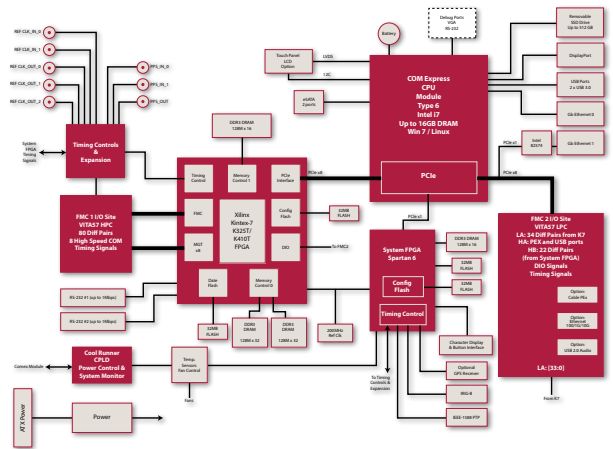 REF CLK_IN_0
REF CLK_IN_1
REF CLK_OUT_0
REF CLK_OUT_1
REF CLK_OUT_2
PPS_IN_0
PPS_IN_1
PPS_OUT
System
FPGA
Timing
Signals
Timing Controls
&
Expansion
FMC 1 I/O Site
VITA57 HPC
80 Diff Pairs
8 High Speed COM
Timing Signals
RS-232 #1 (up to 1Mbps)
RS-232 #2 (up to 1Mbps)
Comex Module
Cool Runner
CPLD
Power Control &
System Monitor
Temp.
Sensors
Fan Control
Fans
ATX Power
Power
DDR3 DRAM
128M x 16
Timing
Control
Memory
Control 1
PCIe
Interface
FMC
Xilinx
Kintex-7
K325T/
K410T
FPGA
Config
Flash
MGT
x8
DIO
Gate
Flash
Memory
Control 0
32MB
FLASH
To FMC2
32MB
FLASH
DDR3
DRAM
128M x 32
DDR3
DRAM
128M x 32
200MHz
Ref Clk
Battery
Debug Ports
VGA
RS-232
Touch Panel
LCD
Option
LVDS
I2C
eSATA
2 ports
COM Express
CPU
Module
Type 6
Intel i7
Up to 16GB DRAM
Win 7 / Linux
PCIe
PCIe x8
PCIe x1
PCIe x1
PCIe x8
Removable
SSD Drive
Up to 512 GB
DisplayPort
USB Ports
2 x USB 3.0
Gb Ethernet 0
Intel
82574
Gb Ethernet 1
System FPGA
Spartan 6
Config
Flash
Timing Control
DDR3 DRAM
128M x 16
32MB
FLASH
32MB
FLASH
Character Display
& Button Interface
To Timing
Controls &
Expansion
Optional
GPS Receiver
IRIG-B
IEEE-1588 PTP
FMC 2 I/O Site
VITA57 LPC
LA: 34 Diff Pairs from K7
HA: PEX and USB ports
HB: 22 Diff Pairs
(from System FPGA)
DIO Signals
Timing Signals
Option:
Cable PEx
Option:
Ethernet
100/1G/10G
Option:
USB 2.0 Audio
LA: [33:0]
From K7